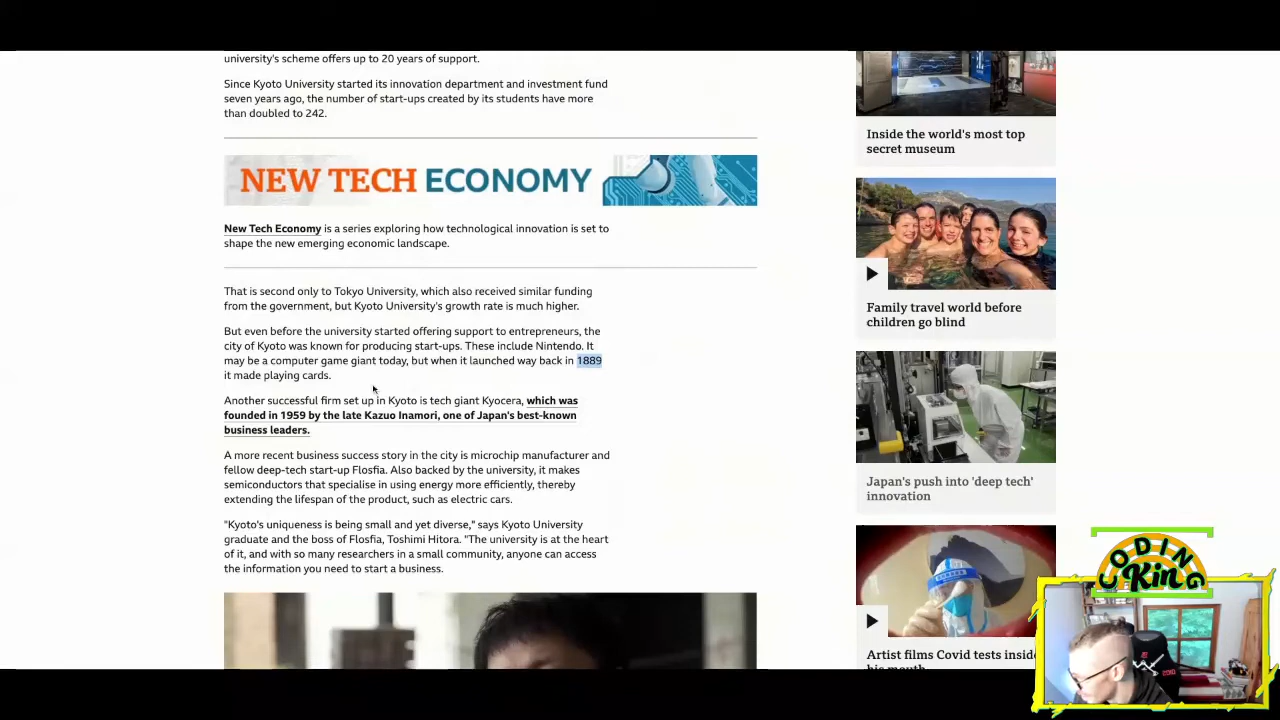 university's scheme offers up to 20 years of support.
Since Kyoto University started its innovation department and investment fund
seven years ago, the number of start-ups created by its students have more
than doubled to 242.
NEW TECH ECONOMY
New Tech Economy is a series exploring how technological innovation is set to
shape the new emerging economic landscape.
That is second only to Tokyo University, which also received similar funding
from the government, but Kyoto University's growth rate is much higher.
But even before the university started offering support to entrepreneurs, the
city of Kyoto was known for producing start-ups. These include Nintendo. It
may be a computer game giant today, but when it launched way back in 1889
it made playing cards.
Another successful firm set up in Kyoto is tech giant Kyocera, which was
founded in 1959 by the late Kazuo Inamori, one of Japan's best-known
business leaders.
A more recent business success story in the city is microchip manufacturer and
fellow deep-tech start-up Flosfia. Also backed by the university, it makes
semiconductors that specialise in using energy more efficiently, thereby
extending the lifespan of the product, such as electric cars.
"Kyoto's uniqueness is being small and yet diverse," says Kyoto University
graduate and the boss of Flosfia, Toshimi Hitora. "The university is at the heart
of it, and with so many researchers in a small community, anyone can access
the information you need to start a business.
Inside the world's most top
secret museum
Family travel world before
children go blind
Japan's push into 'deep tech'
innovation
Artist films Covid tests inside
his mouth
CODING
Kin